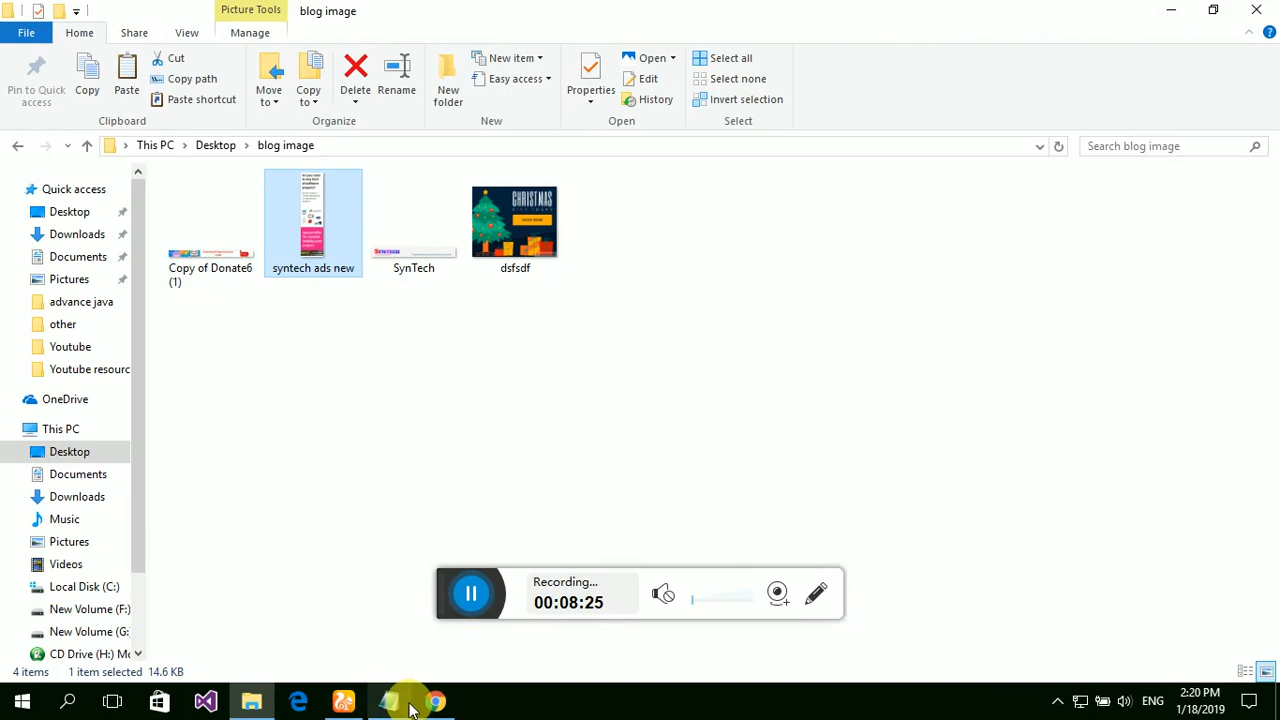 Picture Tools
blog image
File
Home
Share
View
Manage
Pin to Quick access
Copy
Paste
Cut
Copy path
Paste shortcut
Clipboard
Move to
Copy to
Delete
Rename
Organize
New folder
New item
Easy access
New
Properties
Open
Edit
History
Open
Select all
Select none
Invert selection
Select
This PC
Desktop
blog image
Search blog image
Quick access
Desktop
Downloads
Documents
Pictures
advance java
other
Youtube
Youtube resourc
OneDrive
This PC
Desktop
Documents
Downloads
Music
Pictures
Videos
Local Disk (C:)
New Volume (F:)
New Volume (G:
CD Drive (H:) Mo
Copy of Donate6 (1)
syntech ads new
SynTech
CHRISTMAS
dsfsdf
Recording...
00:08:25
4 items
1 item selected 14.6 KB
ENG
2:20 PM
1/18/2019